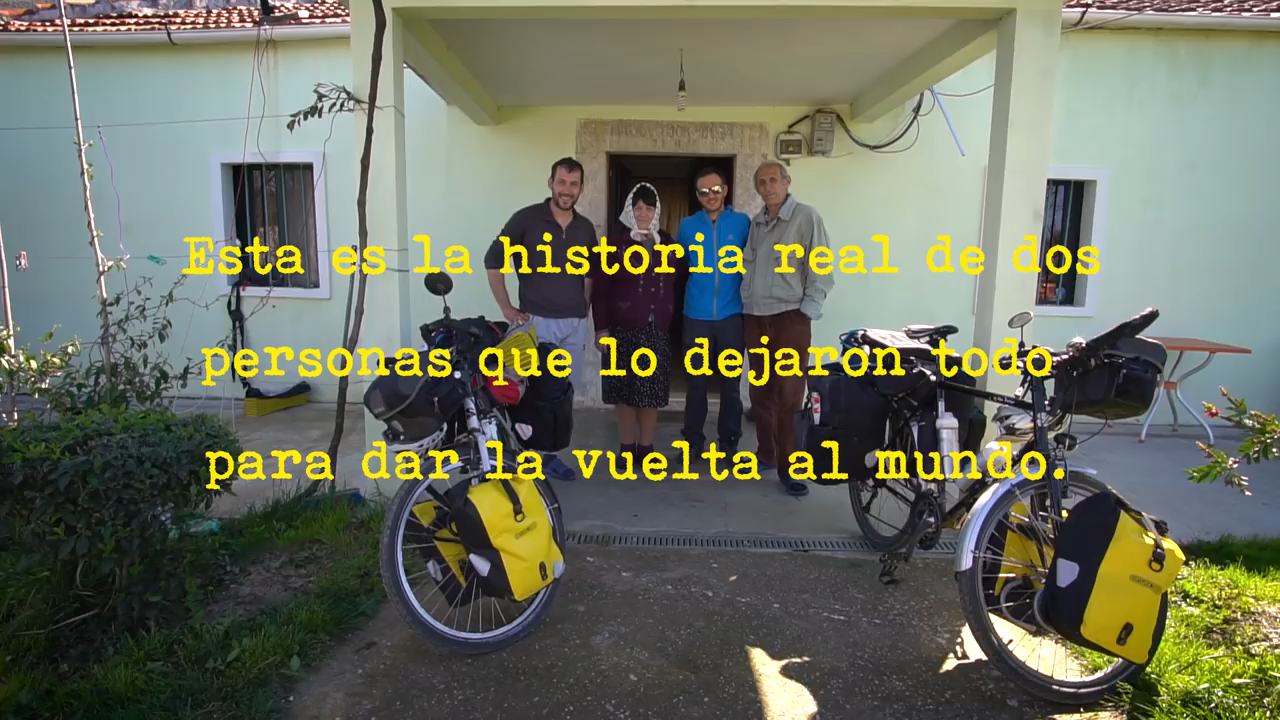 Esta es la historia real de dos
personas que lo dejaron todo
para dar la vuelta al mundo.